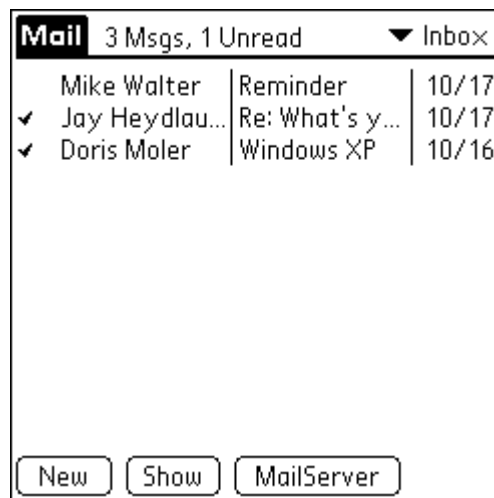 Mail 3 Msgs, 1 Unread Inbox
Mike Walter Reminder 10/17
Jay Heydlau... Re: What's y... 10/17
Doris Moler Windows XP 10/16
New Show MailServer